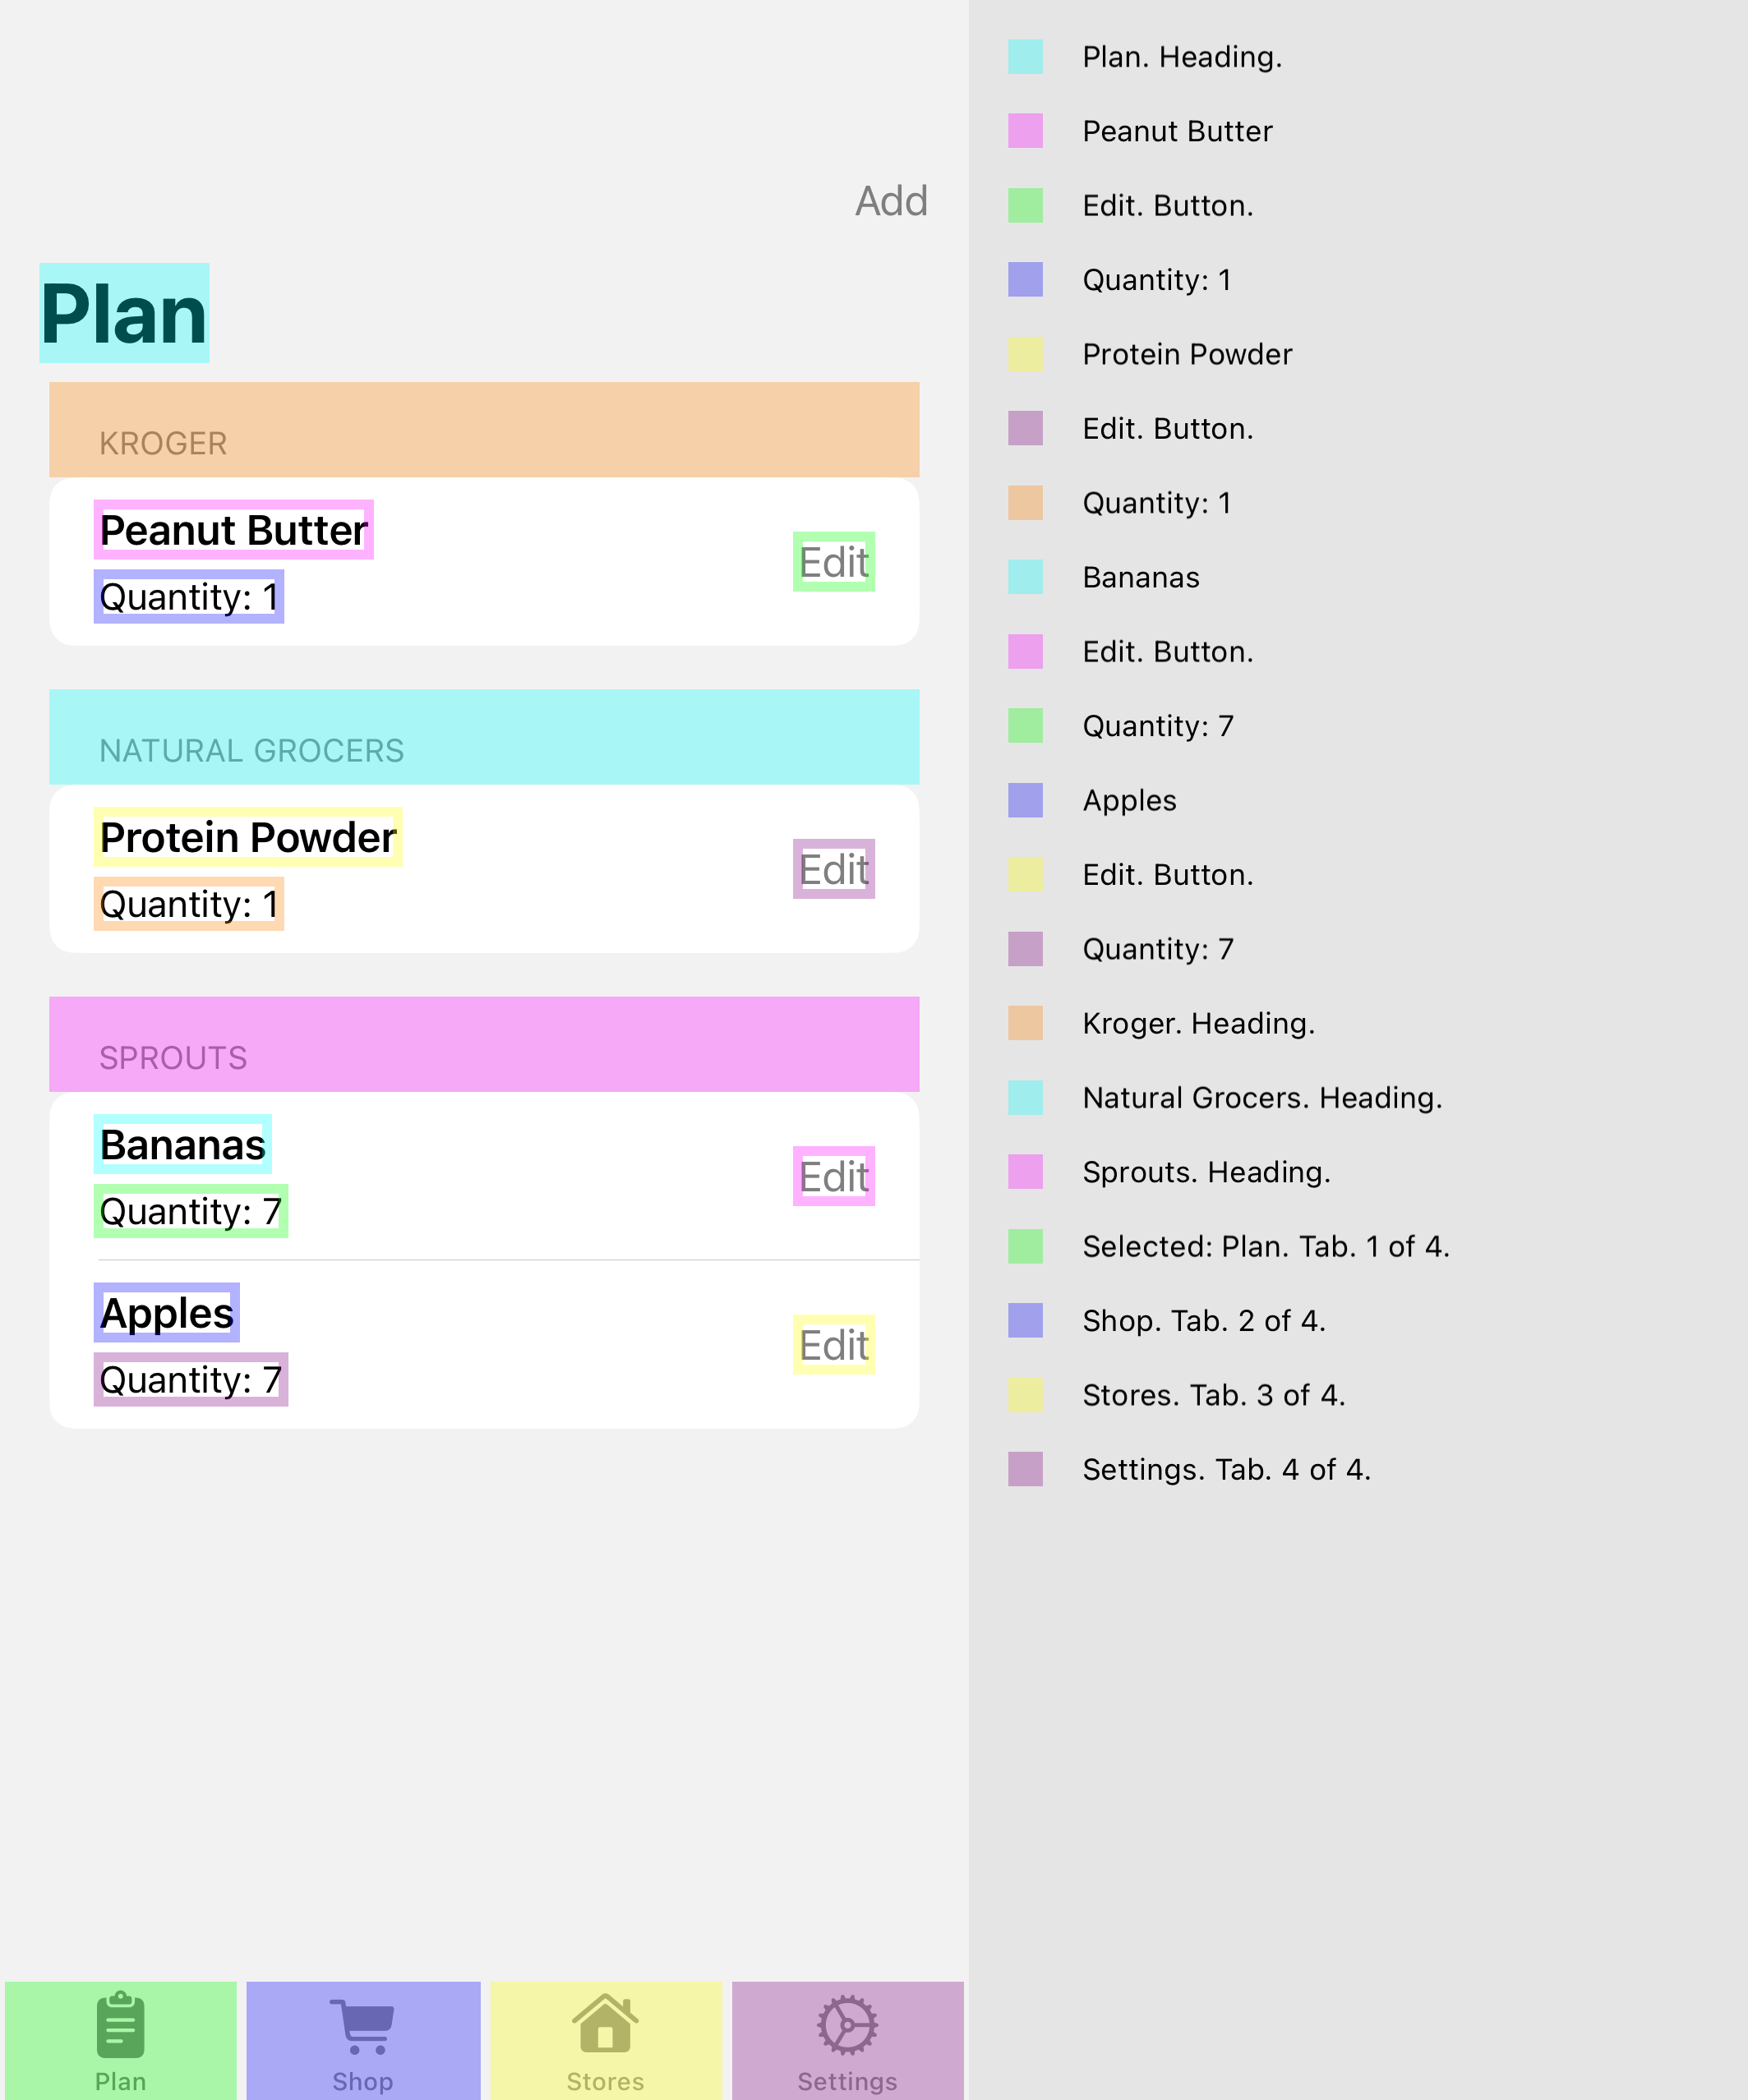 Add
Plan
KROGER
Peanut Butter
Quantity: 1
Edit
NATURAL GROCERS
Protein Powder
Quantity: 1
Edit
SPROUTS
Bananas
Quantity: 7
Edit
Apples
Quantity: 7
Edit
Plan
Shop
Stores
Settings
Plan. Heading.
Peanut Butter
Edit. Button.
Quantity: 1
Protein Powder
Edit. Button.
Quantity: 1
Bananas
Edit. Button.
Quantity: 7
Apples
Edit. Button.
Quantity: 7
Kroger. Heading.
Natural Grocers. Heading.
Sprouts. Heading.
Selected: Plan. Tab. 1 of 4.
Shop. Tab. 2 of 4.
Stores. Tab. 3 of 4.
Settings. Tab. 4 of 4.